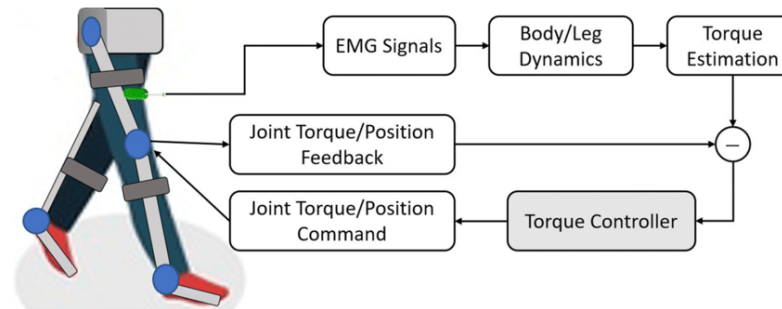 EMG Signals
Body/Leg
Dynamics
Torque
Estimation
Joint Torque/Position
Feedback
−
Joint Torque/Position
Command
Torque Controller